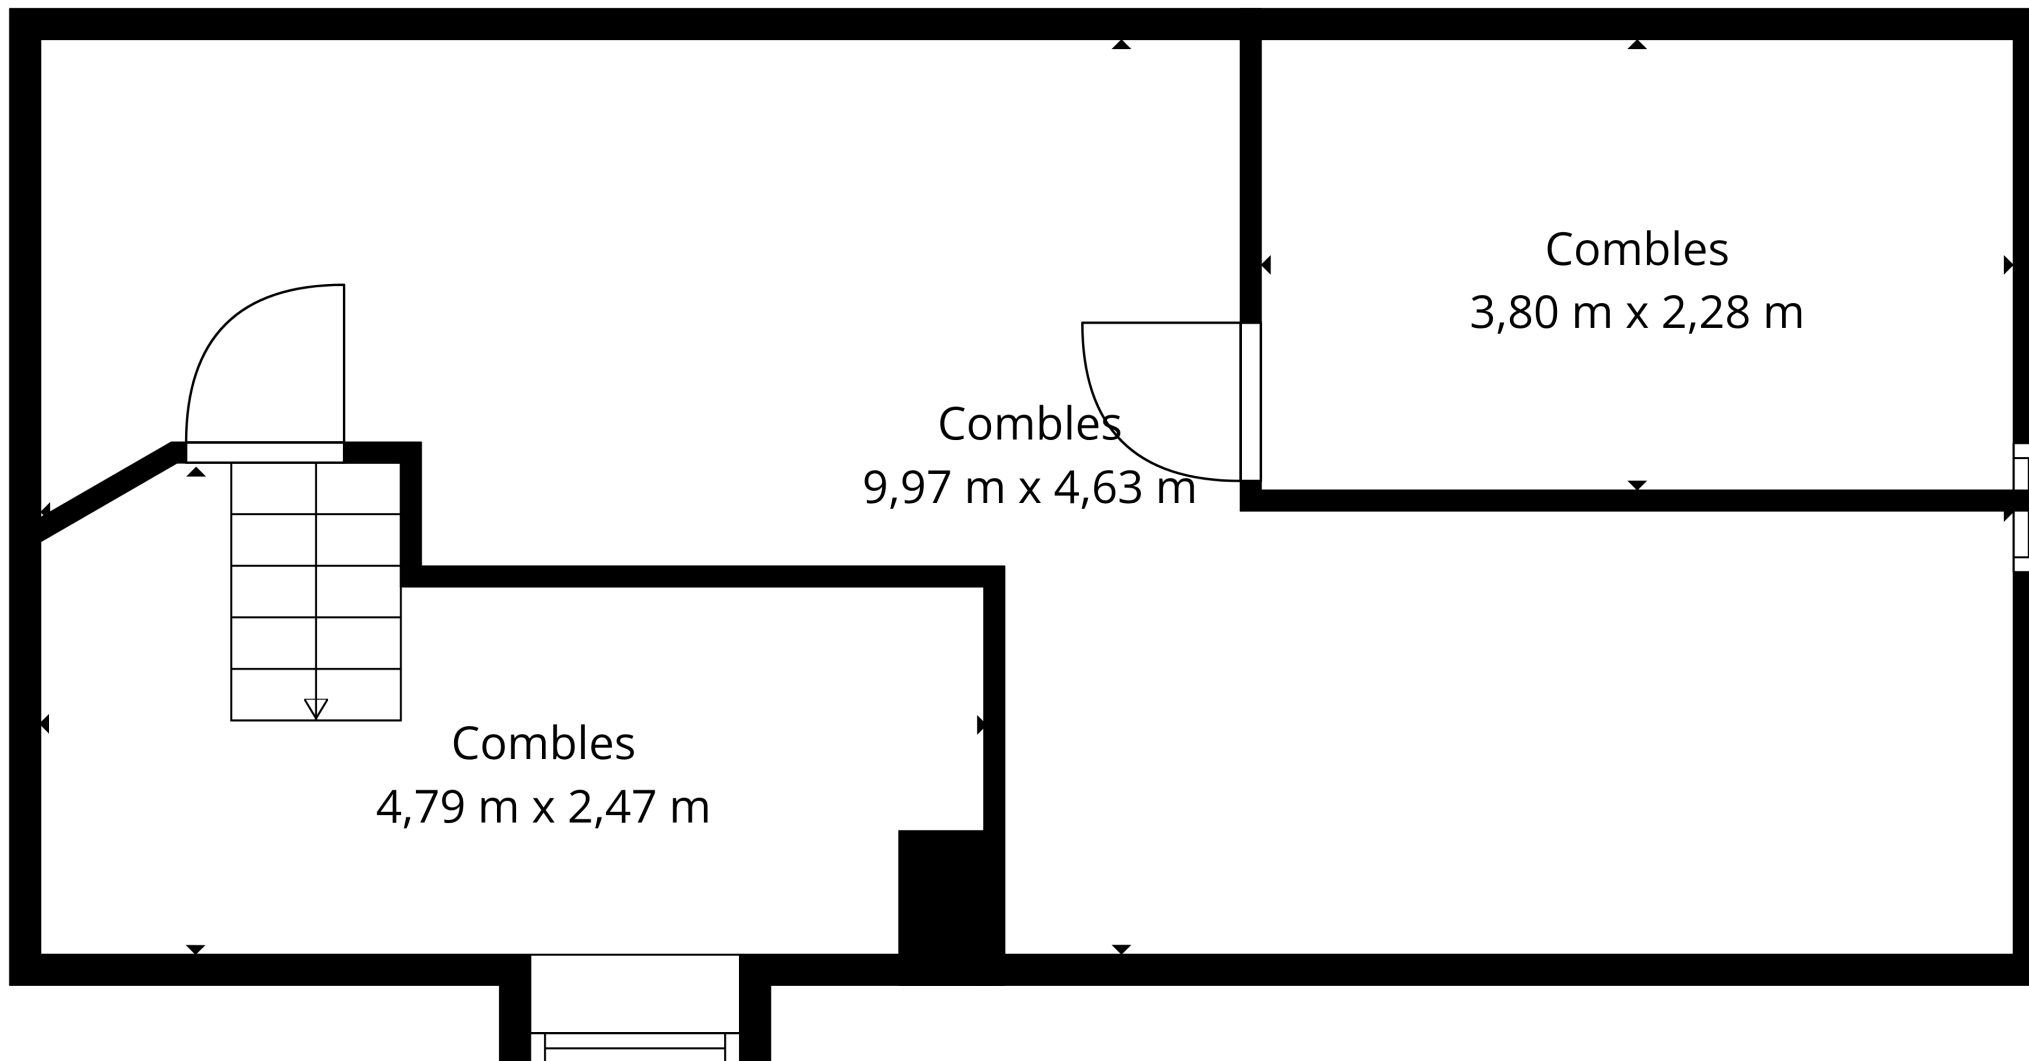 Combles
3,80 m x 2,28 m
Combles
9,97 m x 4,63 m
Combles
4,79 m x 2,47 m